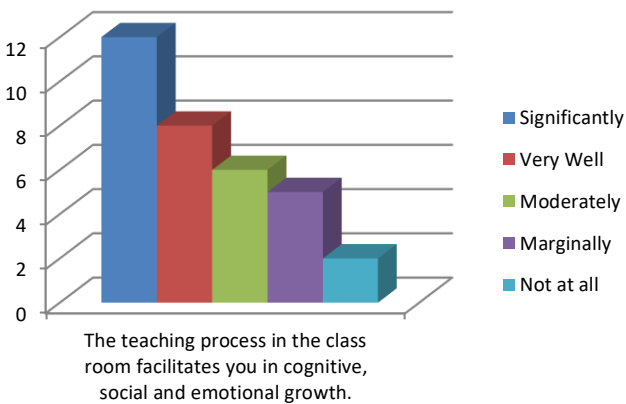 12
10
8
6
4
2
0
Significantly
Very Well
Moderately
Marginally
Not at all
The teaching process in the class
room facilitates you in cognitive,
social and emotional growth.